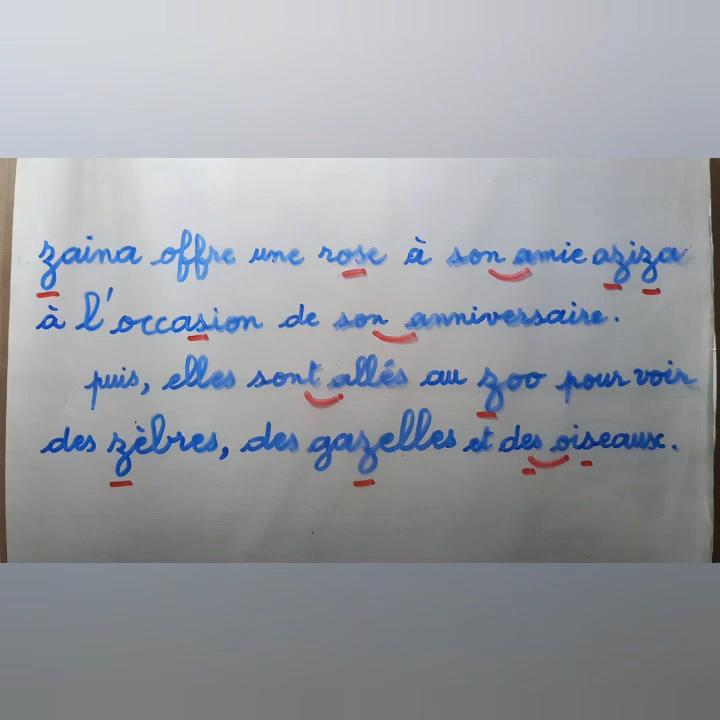 zaina offre une rose à son amie aziza
à l'occasion de son anniversaire.
puis, elles sont allés au zoo pour voir
des zèbres, des gazelles et des oiseaux.